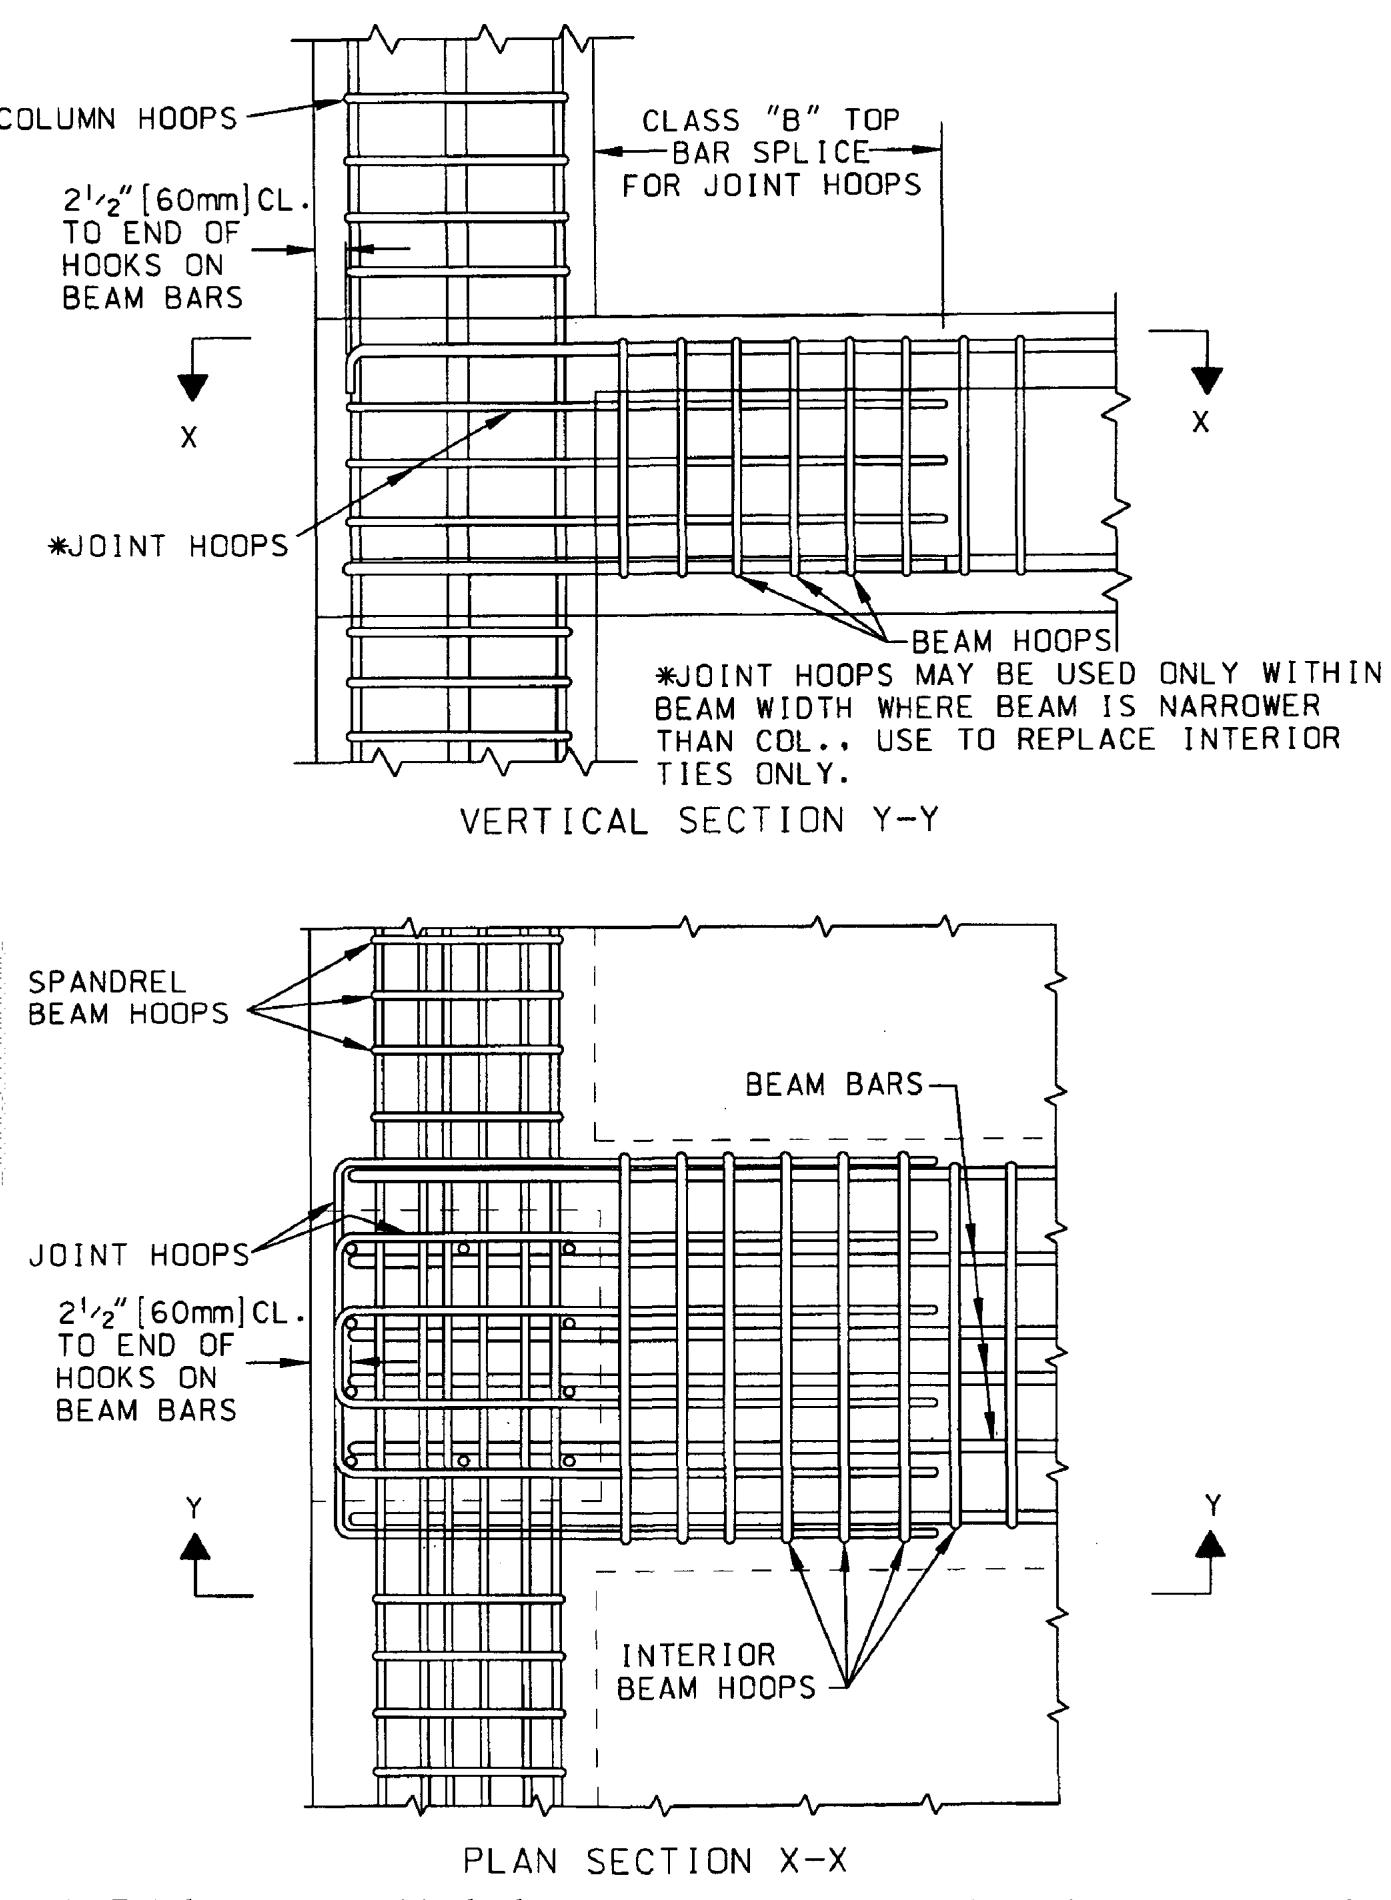 COLUMN HOOPS
CLASS "B" TOP
BAR SPLICE
FOR JOINT HOOPS
2 1/2" [60mm] CL.
TO END OF
HOOKS ON
BEAM BARS
X
X
*JOINT HOOPS
BEAM HOOPS
*JOINT HOOPS MAY BE USED ONLY WITHIN
BEAM WIDTH WHERE BEAM IS NARROWER
THAN COL., USE TO REPLACE INTERIOR
TIES ONLY.
VERTICAL SECTION Y-Y
SPANDREL
BEAM HOOPS
BEAM BARS
JOINT HOOPS
2 1/2" [60mm] CL.
TO END OF
HOOKS ON
BEAM BARS
Y
Y
INTERIOR
BEAM HOOPS
PLAN SECTION X-X